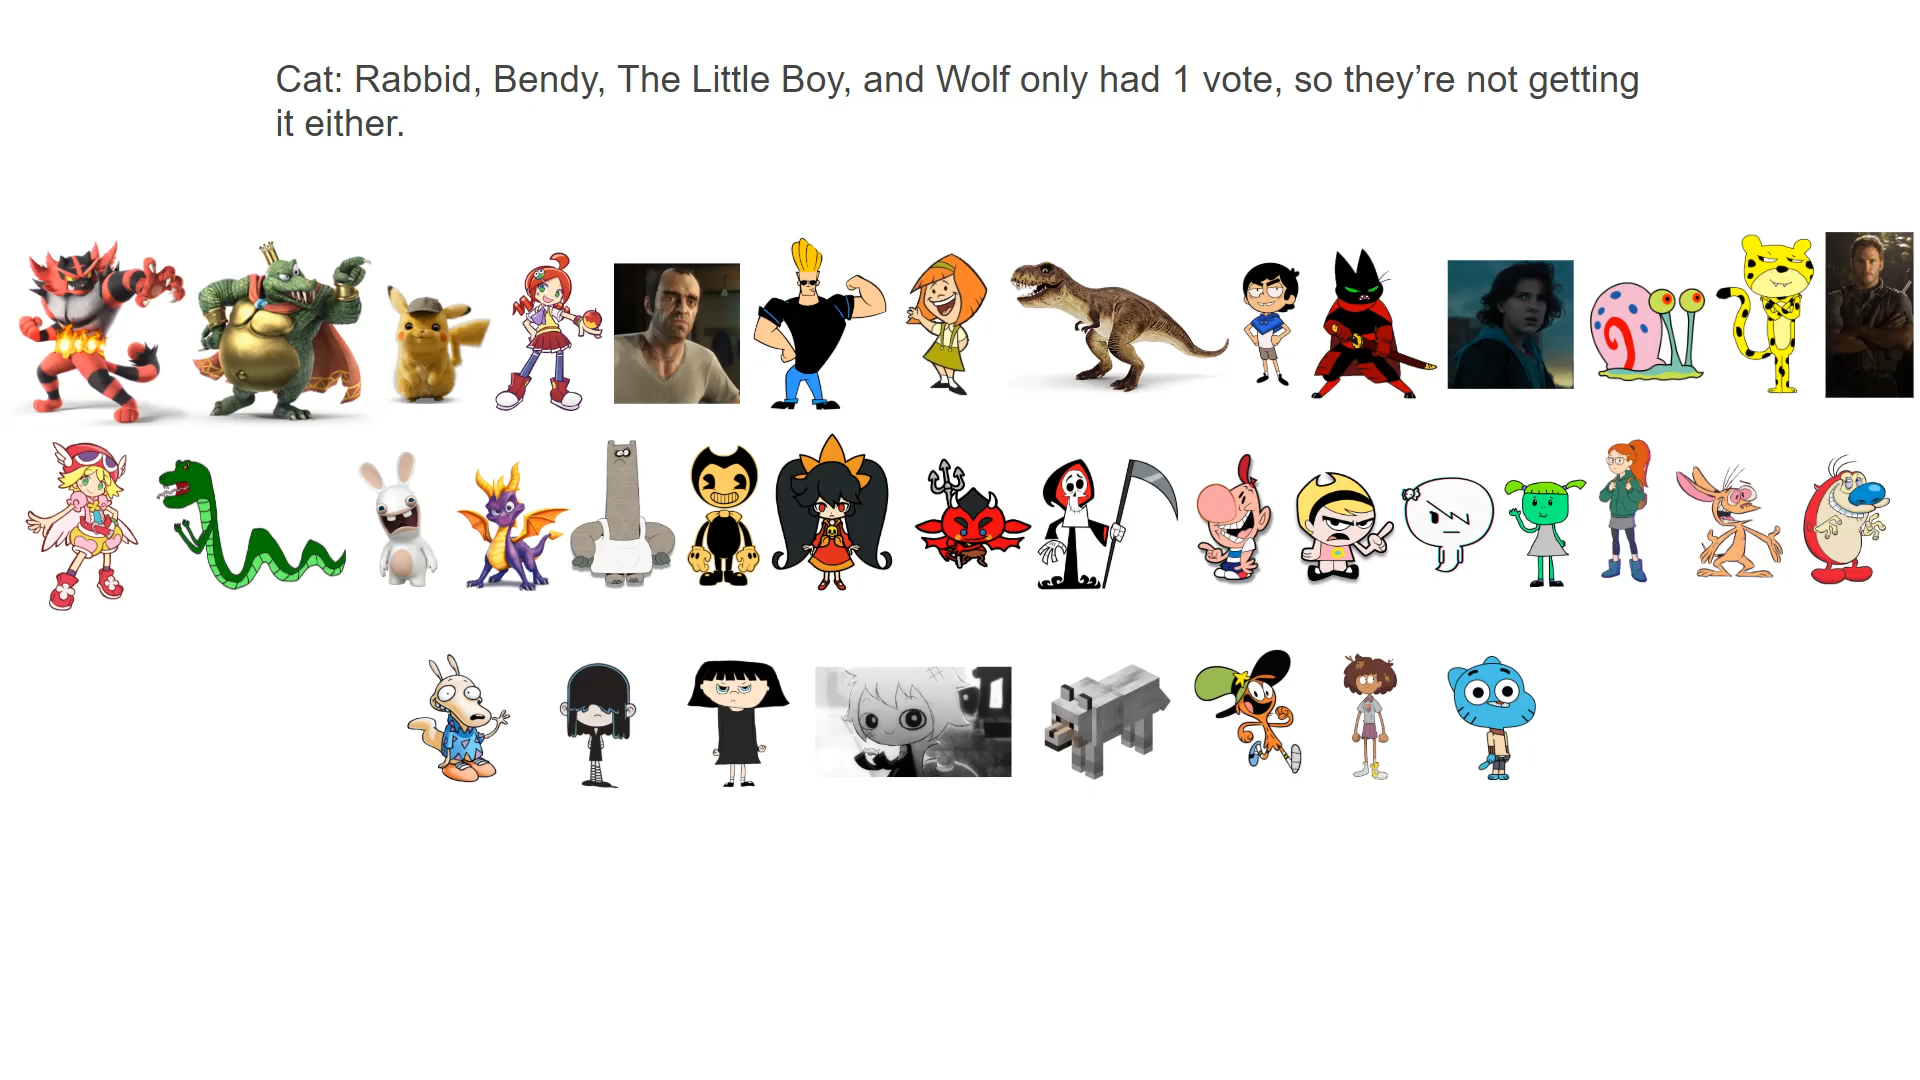 Cat: Rabbid, Bendy, The Little Boy, and Wolf only had 1 vote, so they’re not getting
it either.